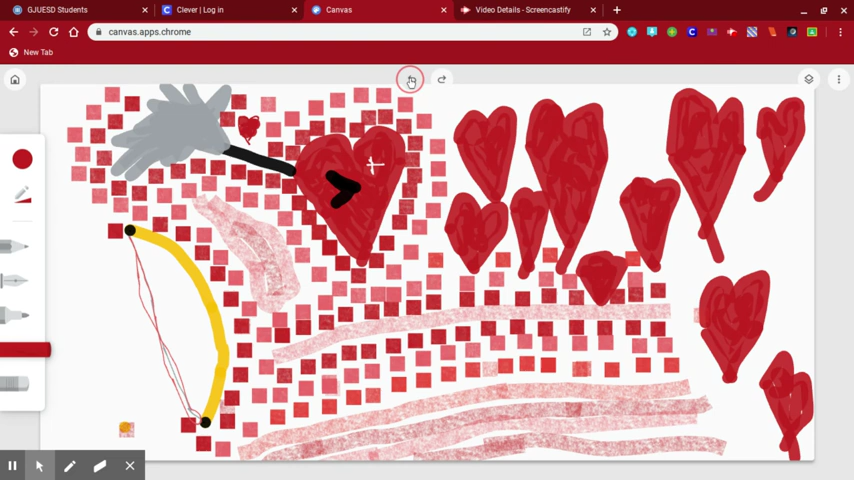 GJUESD Students
Clever | Log in
Canvas
Video Details - Screencastify
canvas.apps.chrome
New Tab